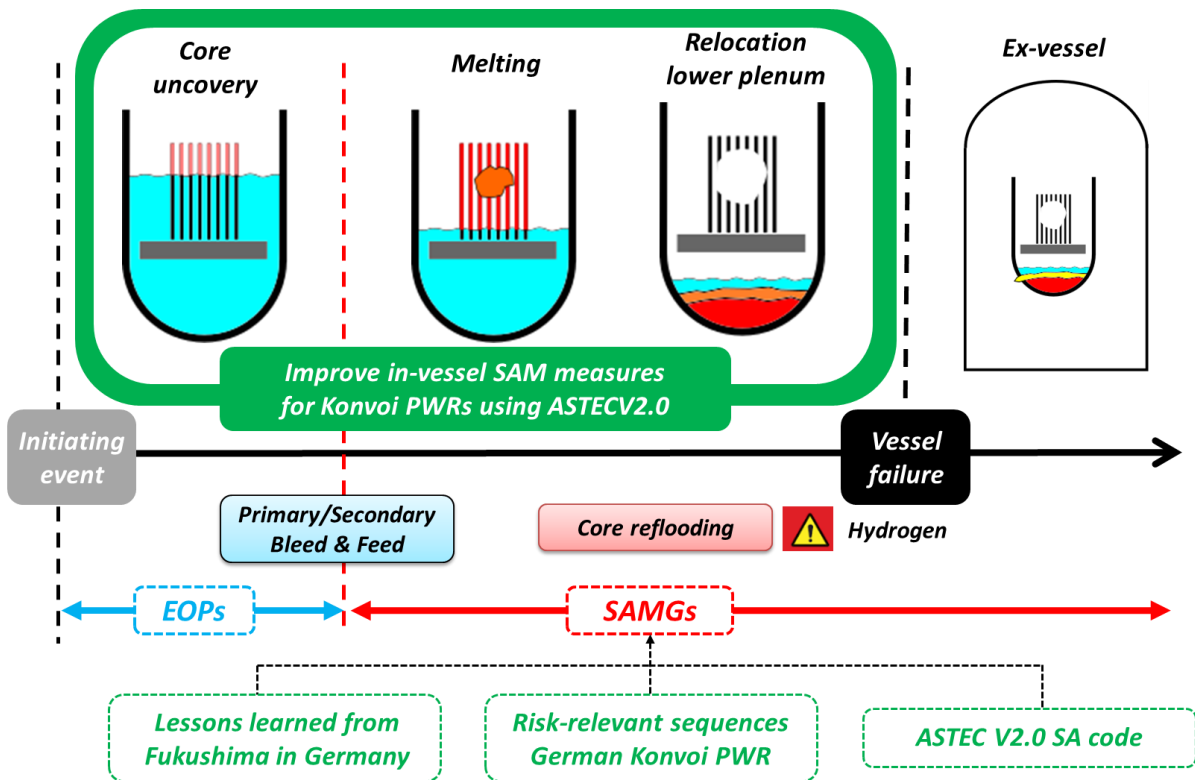 Core
uncovery
Melting
Relocation
lower plenum
Ex-vessel
Improve in-vessel SAM measures
for Konvoi PWRs using ASTECV2.0
Initiating
event
Vessel
failure
Primary/Secondary
Bleed & Feed
Core reflooding
Hydrogen
EOPs
SAMGs
Lessons learned from
Fukushima in Germany
Risk-relevant sequences
German Konvoi PWR
ASTEC V2.0 SA code